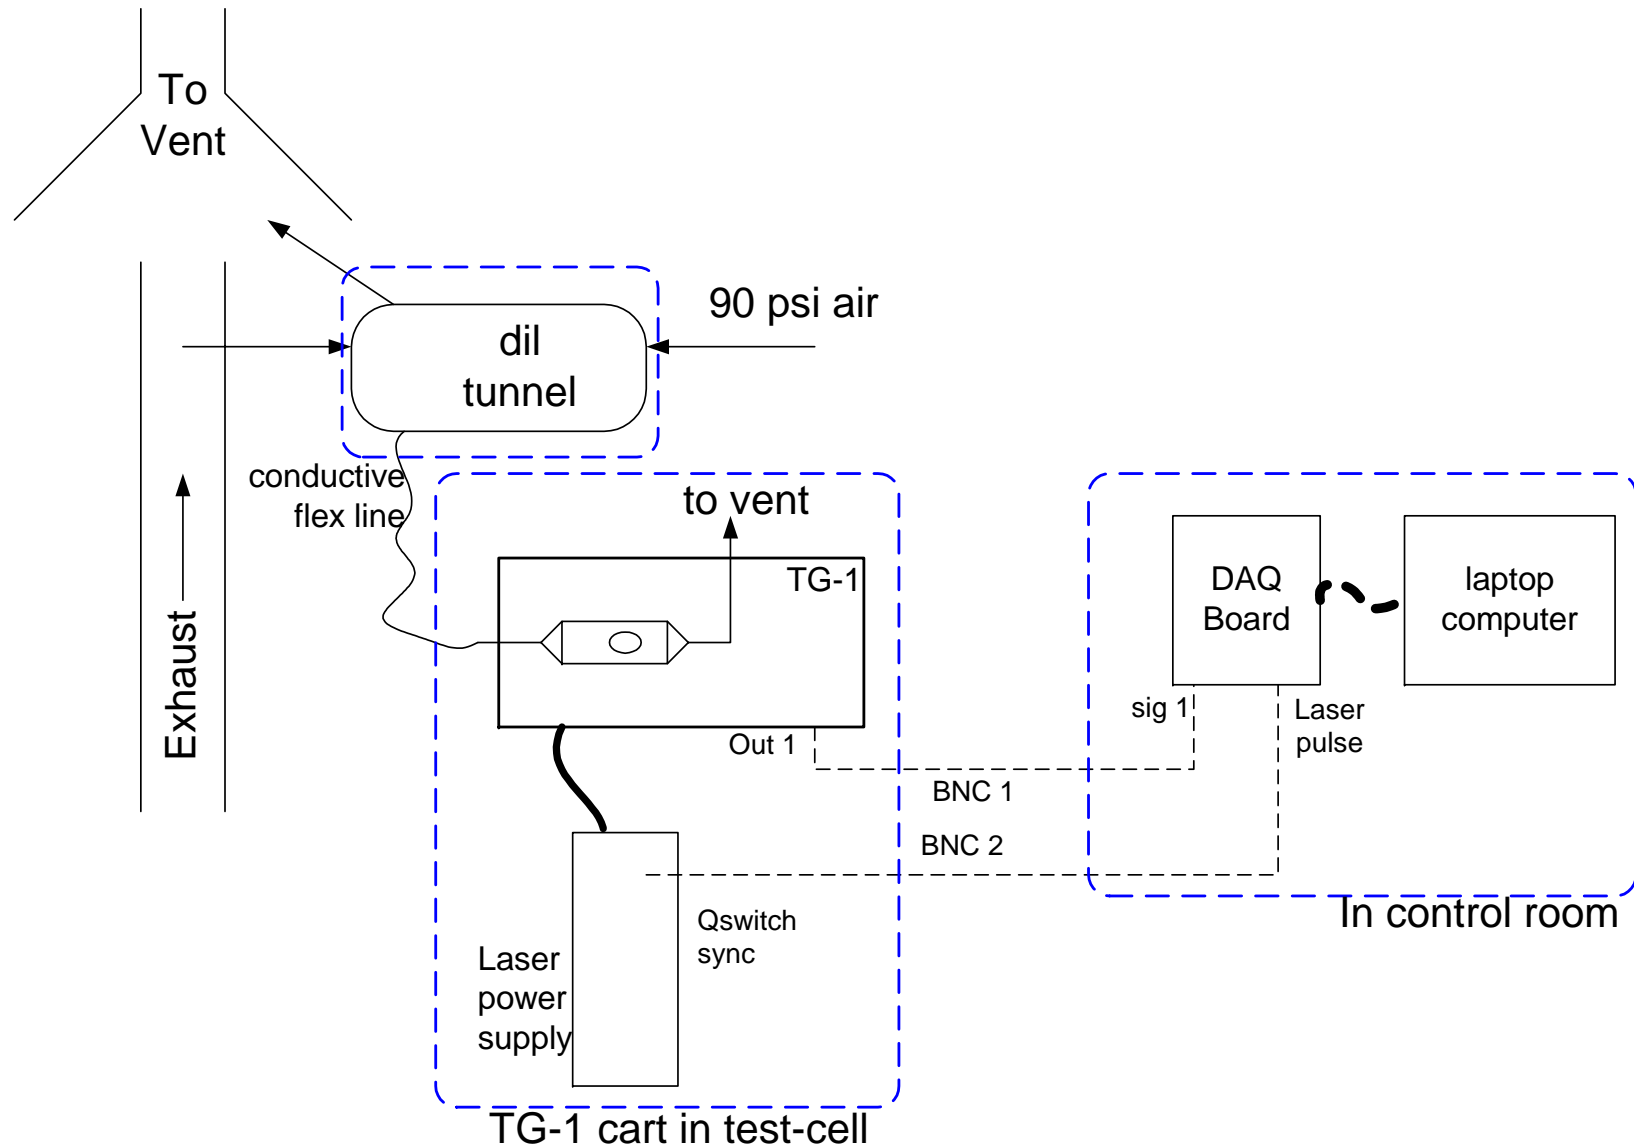 To
Vent
90 psi air
dil
tunnel
conductive
flex line
to vent
TG-1
DAQ
Board
laptop
computer
Exhaust
sig 1
Laser
pulse
Out 1
BNC 1
BNC 2
Qswitch
sync
In control room
Laser
power
supply
TG-1 cart in test-cell